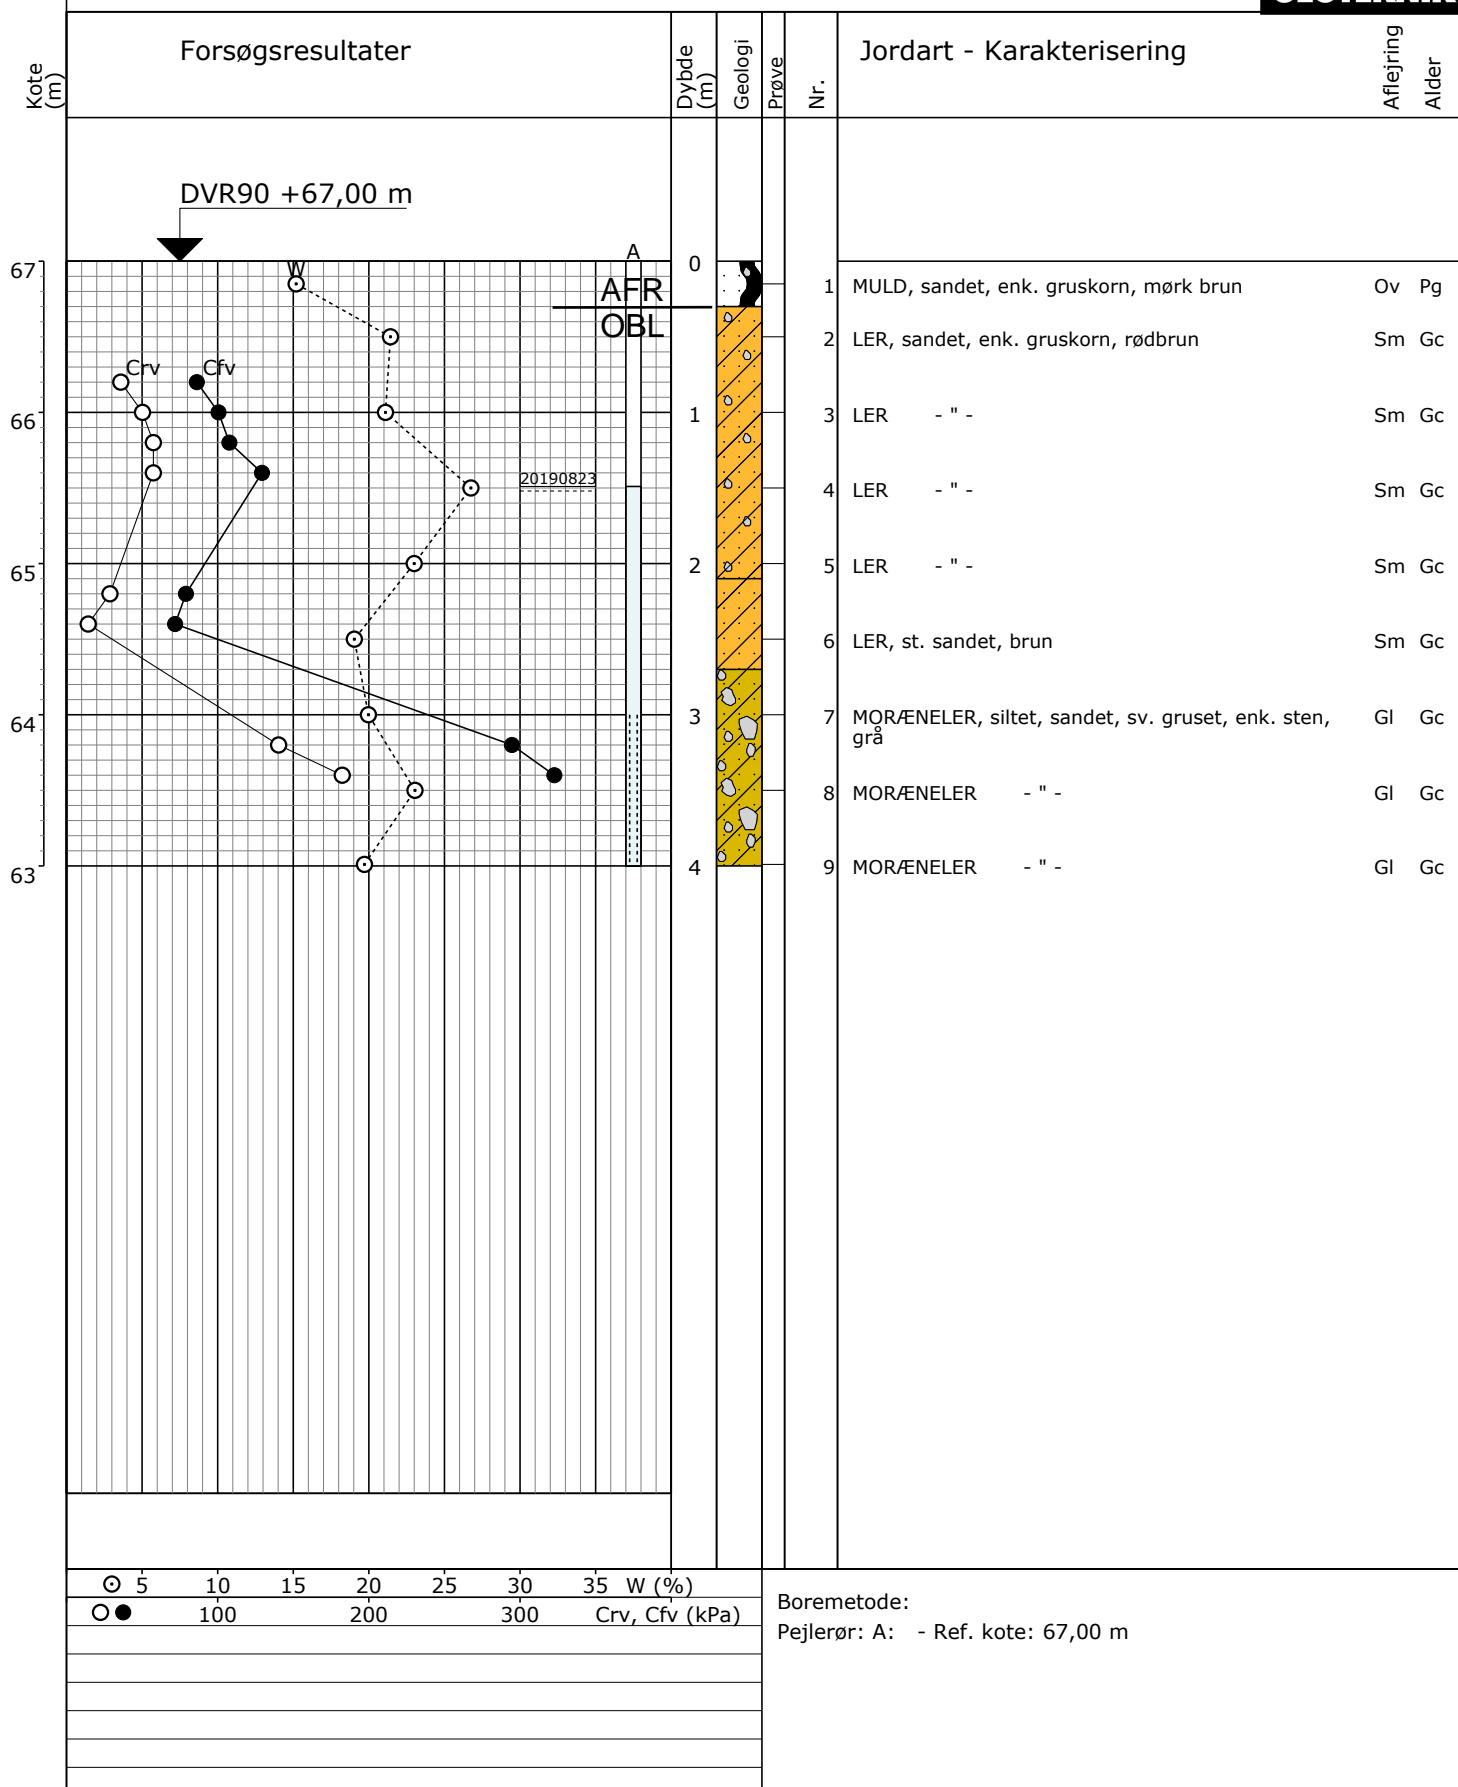 Kote (m)
Forsøgsresultater
Dybde (m)
Geologi
Prøve
Nr.
Jordart - Karakterisering
Aflejring
Alder
DVR90 +67,00 m
A
67
W
0
AFR
1 MULD, sandet, enk. gruskorn, mørk brun Ov Pg
OBL
2 LER, sandet, enk. gruskorn, rødbrun Sm Gc
Crv Cfv
66
1
3 LER - " - Sm Gc
20190823
4 LER - " - Sm Gc
65
2
5 LER - " - Sm Gc
6 LER, st. sandet, brun Sm Gc
64
3
7 MORÆNELER, siltet, sandet, sv. gruset, enk. sten, Gl Gc
grå
8 MORÆNELER - " - Gl Gc
63
4
9 MORÆNELER - " - Gl Gc
5 10 15 20 25 30 35 W (%)
100 200 300 Crv, Cfv (kPa)
Boremetode:
Pejlerør: A: - Ref. kote: 67,00 m